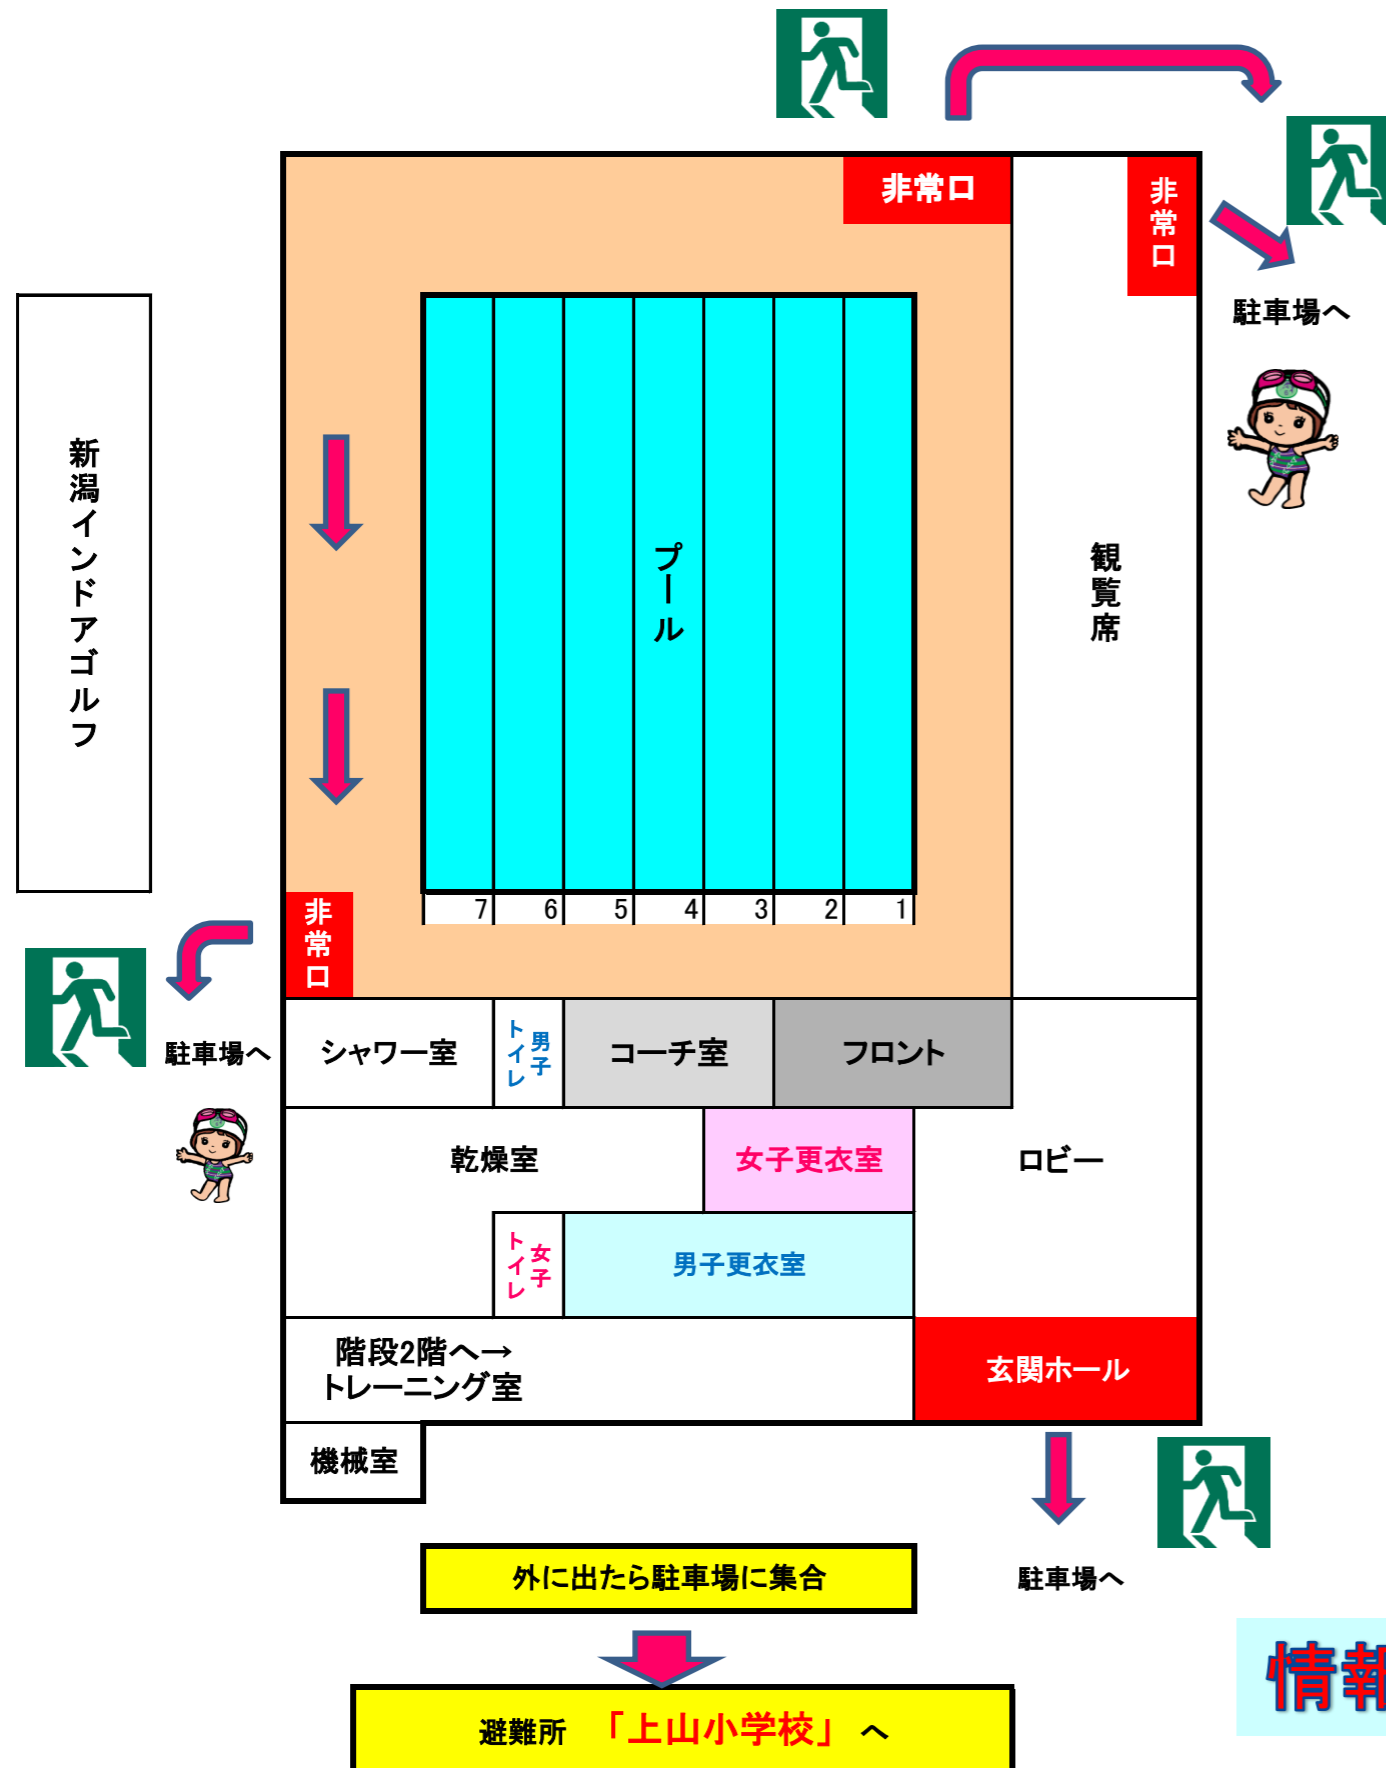 非常口
非常口
駐車場へ
新潟インドアゴルフ
プール
観覧席
7 6 5 4 3 2 1
非常口
駐車場へ
シャワー室
男子トイレ
コーチ室
フロント
乾燥室
女子更衣室
ロビー
女子トイレ
男子更衣室
階段2階へ→
トレーニング室
玄関ホール
機械室
外に出たら駐車場に集合
駐車場へ
情報
避難所 「上山小学校」 へ